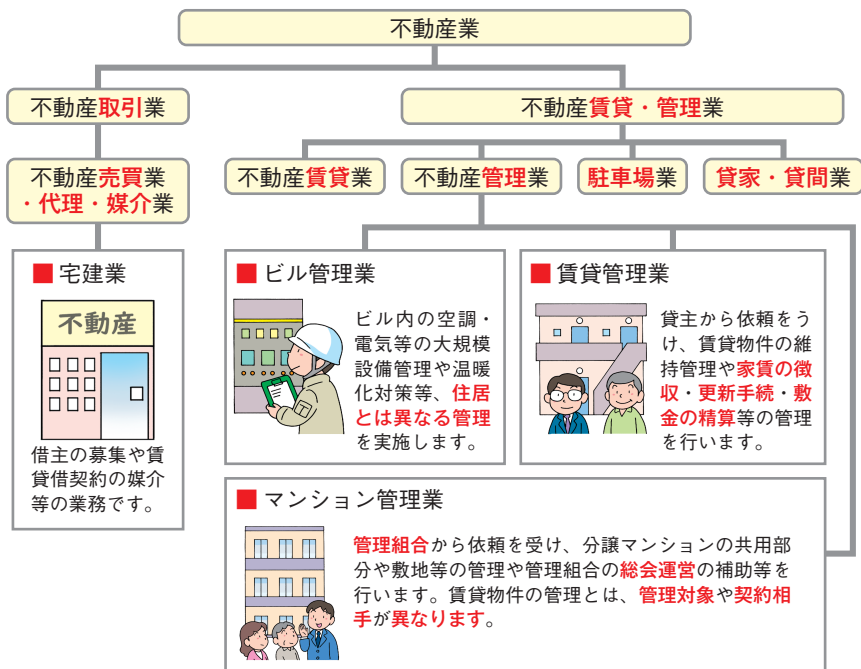 不動産業
不動産取引業
不動産賃貸・管理業
不動産売買業
・代理・媒介業
不動産賃貸業
不動産管理業
駐車場業
貸家・貸間業
■ 宅建業
不動産
借主の募集や賃
貸借契約の媒介
等の業務です。
■ ビル管理業
ビル内の空調・
電気等の大規模
設備管理や温暖
化対策等、住居
とは異なる管理
を実施します。
■ 賃貸管理業
貸主から依頼をう
け、賃貸物件の維
持管理や家賃の徴
収・更新手続・敷
金の精算等の管理
を行います。
■ マンション管理業
管理組合から依頼を受け、分譲マンションの共用部
分や敷地等の管理や管理組合の総会運営の補助等を
行います。賃貸物件の管理とは、管理対象や契約相
手が異なります。